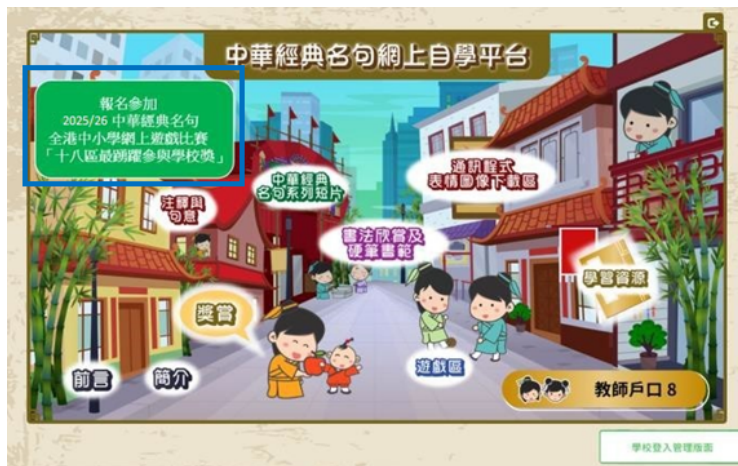 中華經典名句網上自學平台
報名參加
2025/26 中華經典名句
全港中小學網上遊戲比賽
「十八區最踴躍參與學校獎」
通訊程式
表情圖像下載區
中華經典
名句系列短片
注釋與
句意
書法欣賞及
硬筆書範
學習資源
獎賞
遊戲區
前言
簡介
教師戶口 8
學校登入管理版面